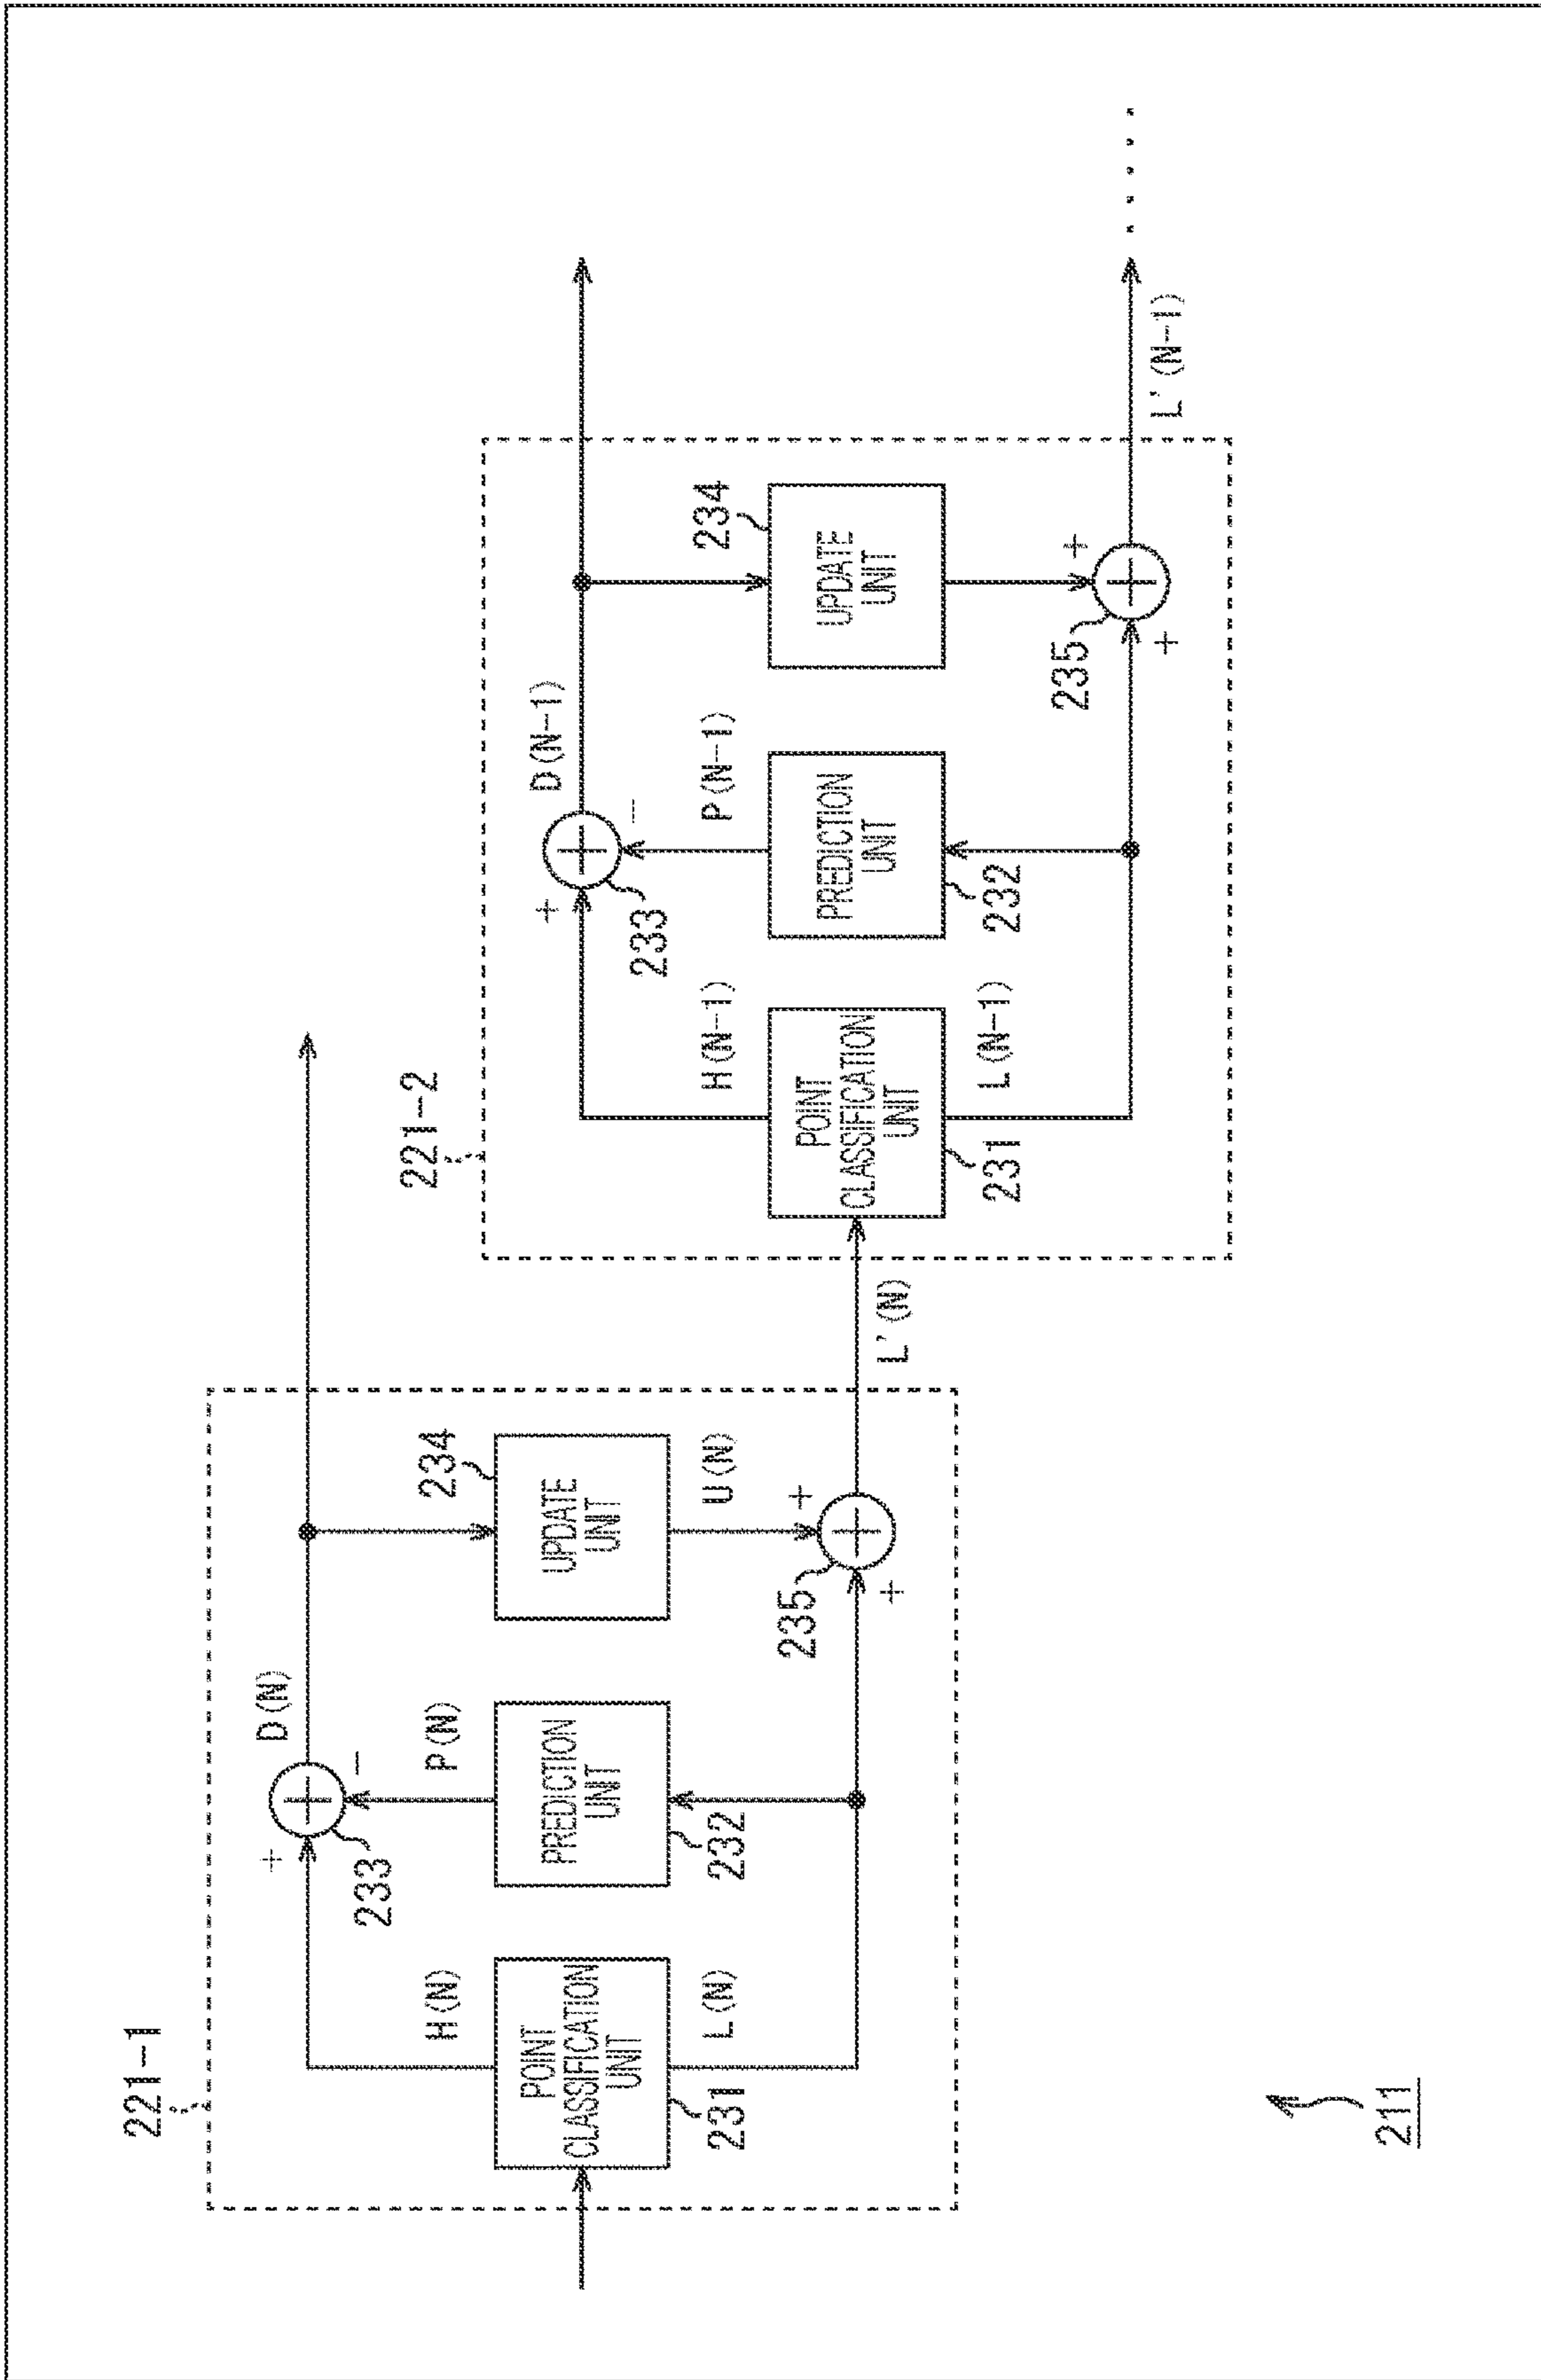 221-1
D(N)
+
−
233
H(N)
P(N)
234
POINT
CLASSIFICATION
UNIT
PREDICTION
UNIT
UPDATE
UNIT
231
L(N)
232
U(N)
235
+
+
L'(N)
221-2
D(N-1)
+
−
233
H(N-1)
P(N-1)
234
POINT
CLASSIFICATION
UNIT
PREDICTION
UNIT
UPDATE
UNIT
231
L(N-1)
232
235
+
+
L'(N-1)
211